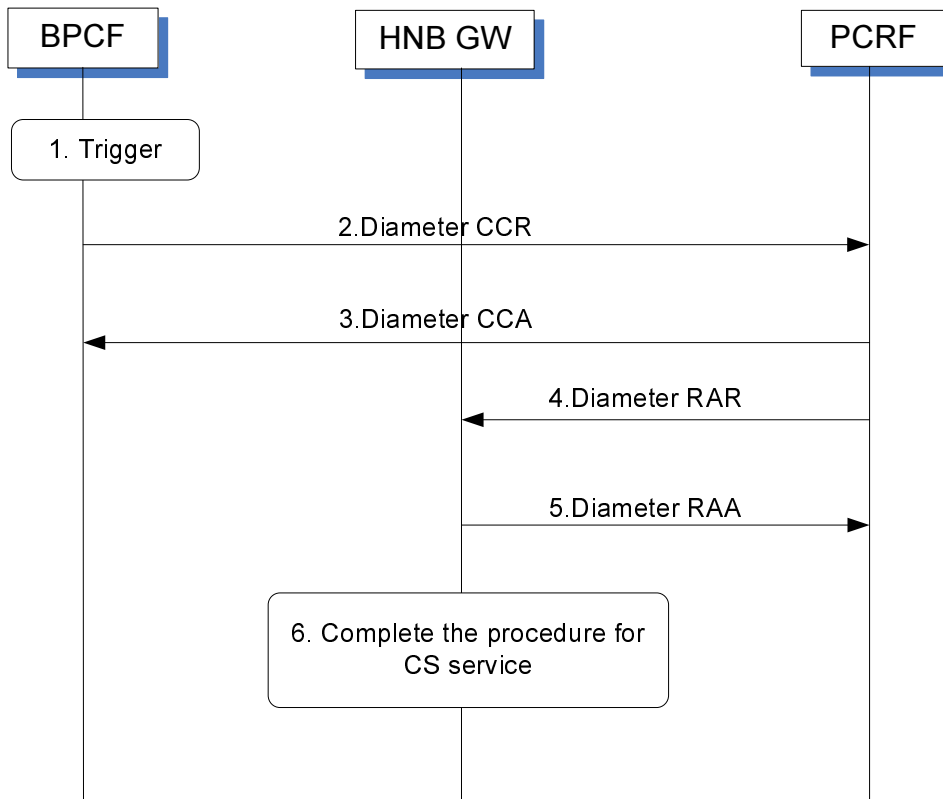 BPCF
HNB GW
PCRF
1. Trigger
2.Diameter CCR
3.Diameter CCA
4.Diameter RAR
5.Diameter RAA
6. Complete the procedure for
CS service